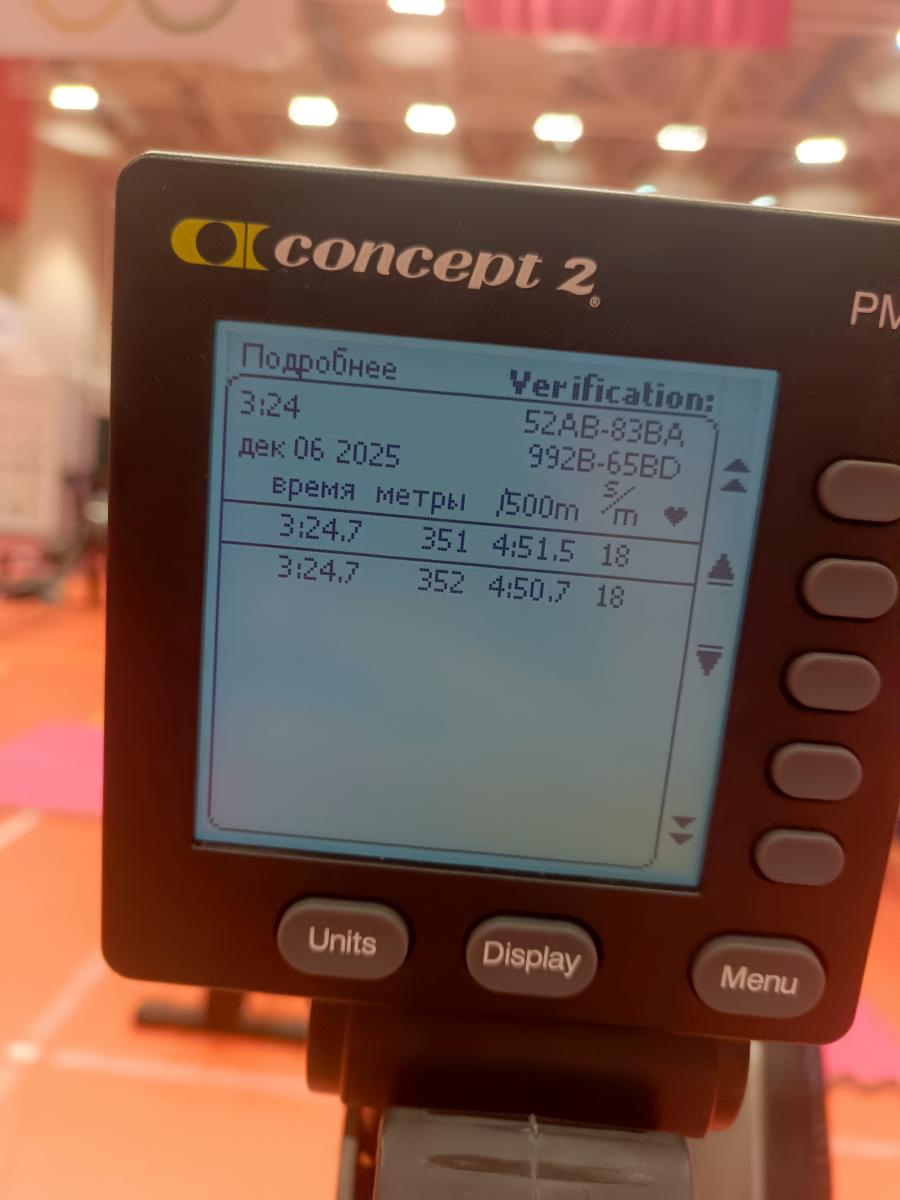 concept 2®
PM
Подробнее Verification:
3:24 52AB-83BA
дек 06 2025 992B-65BD
время метры /500m s/m ♥
3:24.7 351 4:51.5 18
3:24.7 352 4:50.7 18
Units Display Menu